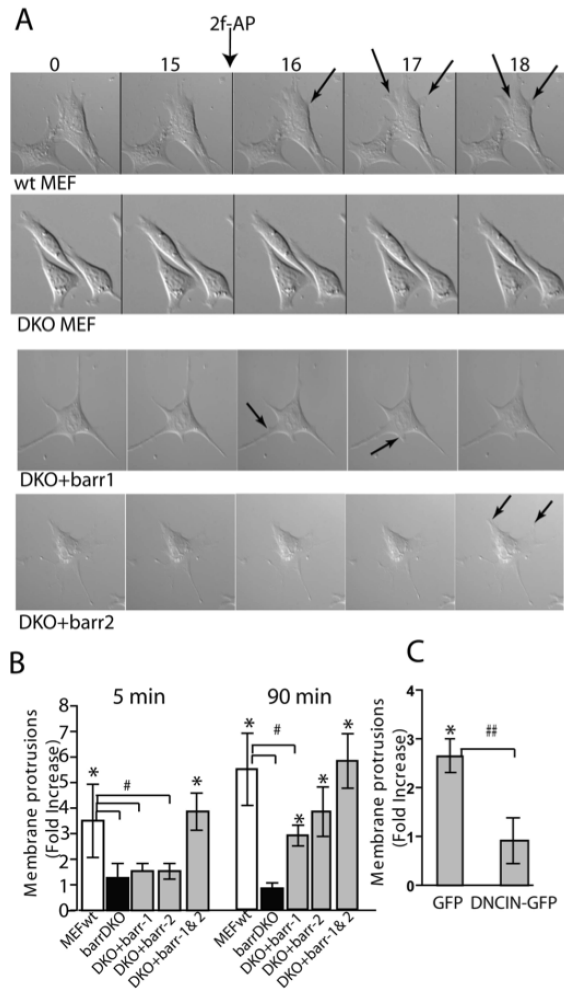 A
2f-AP
0 15 16 17 18
wt MEF
DKO MEF
DKO+barr1
DKO+barr2
B
C
5 min 90 min
Membrane protrusions
(Fold Increase)
8
7
6
5
4
3
2
1
0
* # * * # * * *
MEFwt
barrDKO
DKO+barr-1
DKO+barr-2
DKO+barr-1&2
MEFwt
barrDKO
DKO+barr-1
DKO+barr-2
DKO+barr-1&2
Membrane protrusions
(Fold Increase)
4
3
2
1
0
* ##
GFP DNCIN-GFP